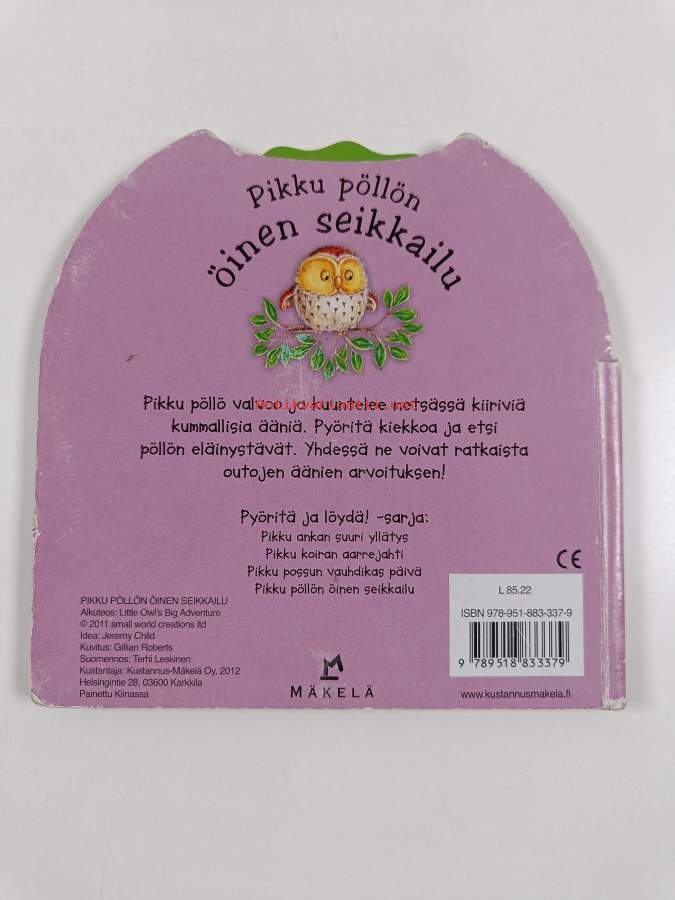 Pikku pöllön
öinen seikkailu
Pikku pöllö valvoo ja kuuntelee metsässä kiiriviä
kummallisia ääniä. Pyöritä kiekkoa ja etsi
pöllön eläinystävät. Yhdessä ne voivat ratkaista
outojen äänien arvoituksen!
Pyöritä ja löydä! -sarja:
Pikku ankan suuri yllätys
Pikku koiran aarrejahti
Pikku possun vauhdikas päivä
Pikku pöllön öinen seikkailu
PIKKU PÖLLÖN ÖINEN SEIKKAILU
Alkuteos: Little Owl's Big Adventure
© 2011 small world creations ltd
Idea: Jeremy Child
Kuvitus: Gillian Roberts
Suomennos: Terhi Leskinen
Kustantaja: Kustannus-Mäkelä Oy, 2012
Helsingintie 28, 03600 Karkkila
Painettu Kiinassa
MÄKELÄ
CE
L 85.22
ISBN 978-951-883-337-9
9 789518 833379
www.kustannusmakela.fi